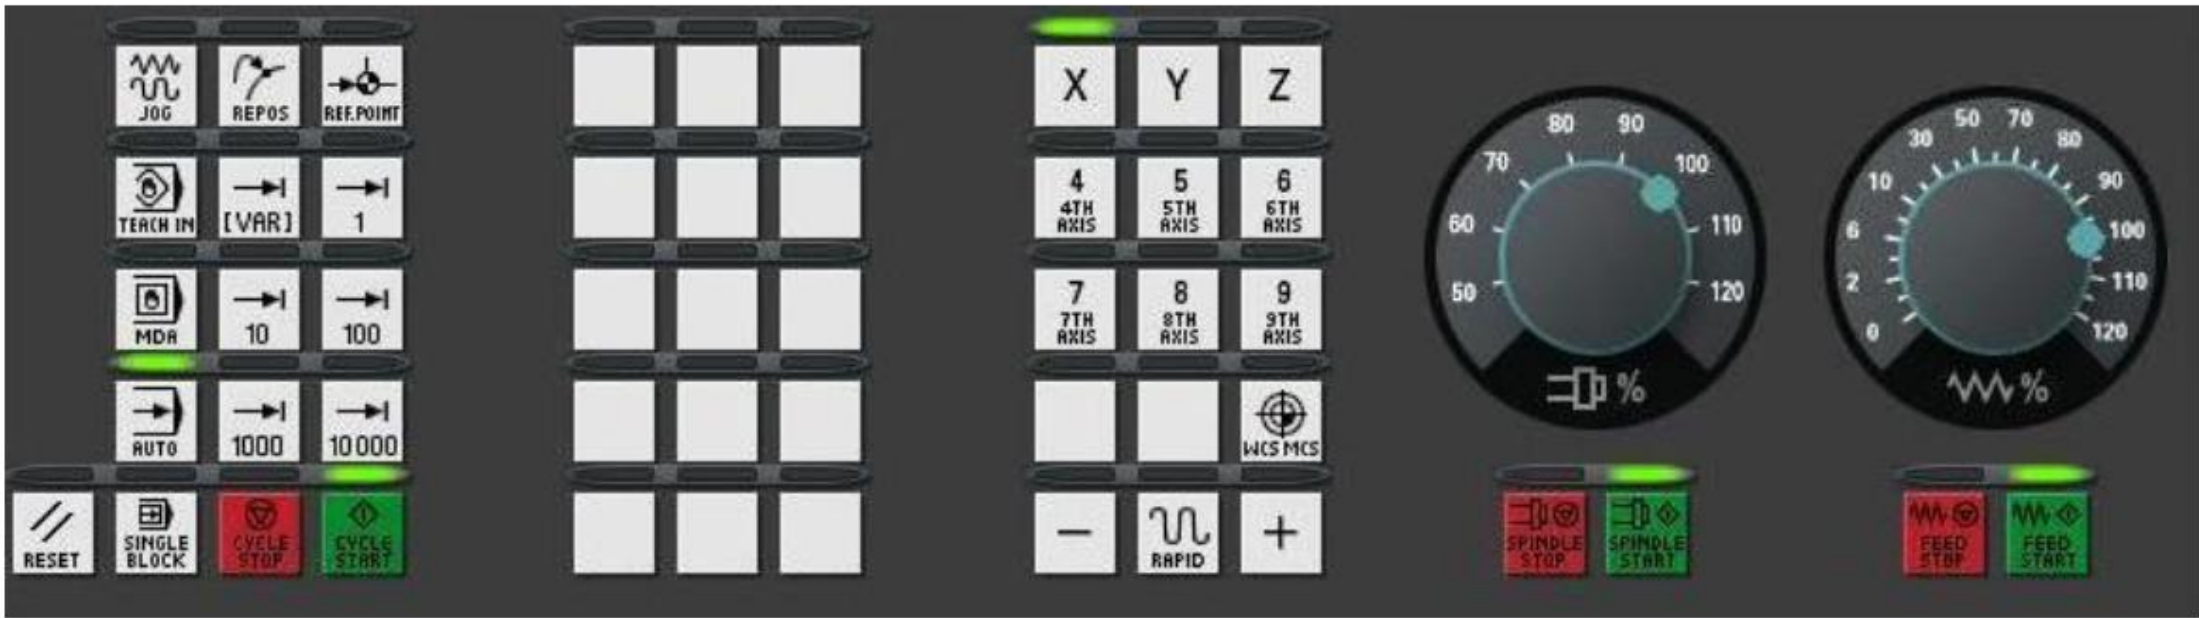 JOG
REPOS
REF.POINT
TEACH IN
[VAR]
1
MDA
10
100
AUTO
1000
10000
RESET
SINGLE
BLOCK
CYCLE
STOP
CYCLE
START
X
Y
Z
4
4TH
AXIS
5
5TH
AXIS
6
6TH
AXIS
7
7TH
AXIS
8
8TH
AXIS
9
9TH
AXIS
WCS MCS
−
RAPID
+
50
60
70
80
90
100
110
120
%
SPINDLE
STOP
SPINDLE
START
0
2
6
10
30
50
70
80
90
100
110
120
%
FEED
STOP
FEED
START